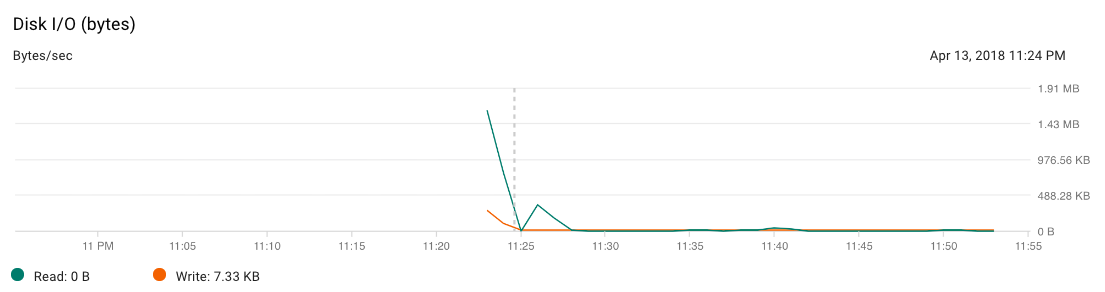 Disk I/O (bytes)
Bytes/sec Apr 13, 2018 11:24 PM
1.91 MB
1.43 MB
976.56 KB
488.28 KB
0 B
11 PM 11:05 11:10 11:15 11:20 11:25 11:30 11:35 11:40 11:45 11:50 11:55
Read: 0 B Write: 7.33 KB